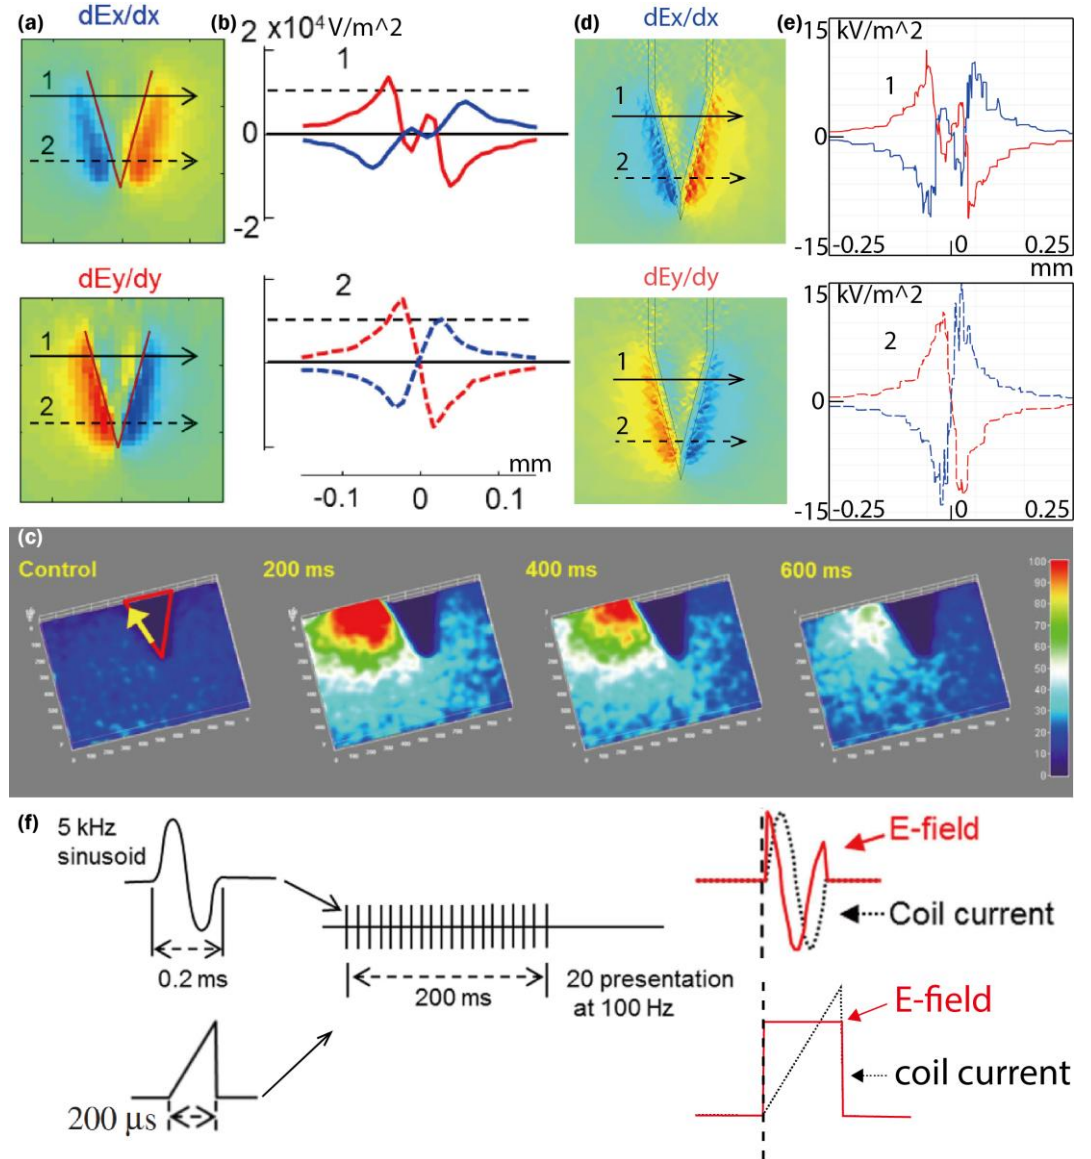 (a)
dEx/dx
(b)
2 x10⁴ V/m^2
1
2
0
-2
1
dEy/dy
1
2
2
mm
-0.1
0
0.1
(d)
dEx/dx
1
2
dEy/dy
1
2
(e)
kV/m^2
1
0
-15
-0.25
0
0.25
mm
15
kV/m^2
2
0
-15
-0.25
0
0.25
(c)
Control
200 ms
400 ms
600 ms
100
90
80
70
60
50
40
30
20
10
0
(f)
5 kHz
sinusoid
0.2 ms
200 µs
200 ms
20 presentation
at 100 Hz
E-field
Coil current
E-field
coil current